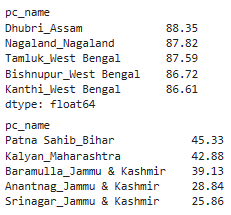 pc_name
Dhubri_Assam 88.35
Nagaland_Nagaland 87.82
Tamluk_West Bengal 87.59
Bishnupur_West Bengal 86.72
Kanthi_West Bengal 86.61
dtype: float64
pc_name
Patna Sahib_Bihar 45.33
Kalyan_Maharashtra 42.88
Baramulla_Jammu & Kashmir 39.13
Anantnag_Jammu & Kashmir 28.84
Srinagar_Jammu & Kashmir 25.86